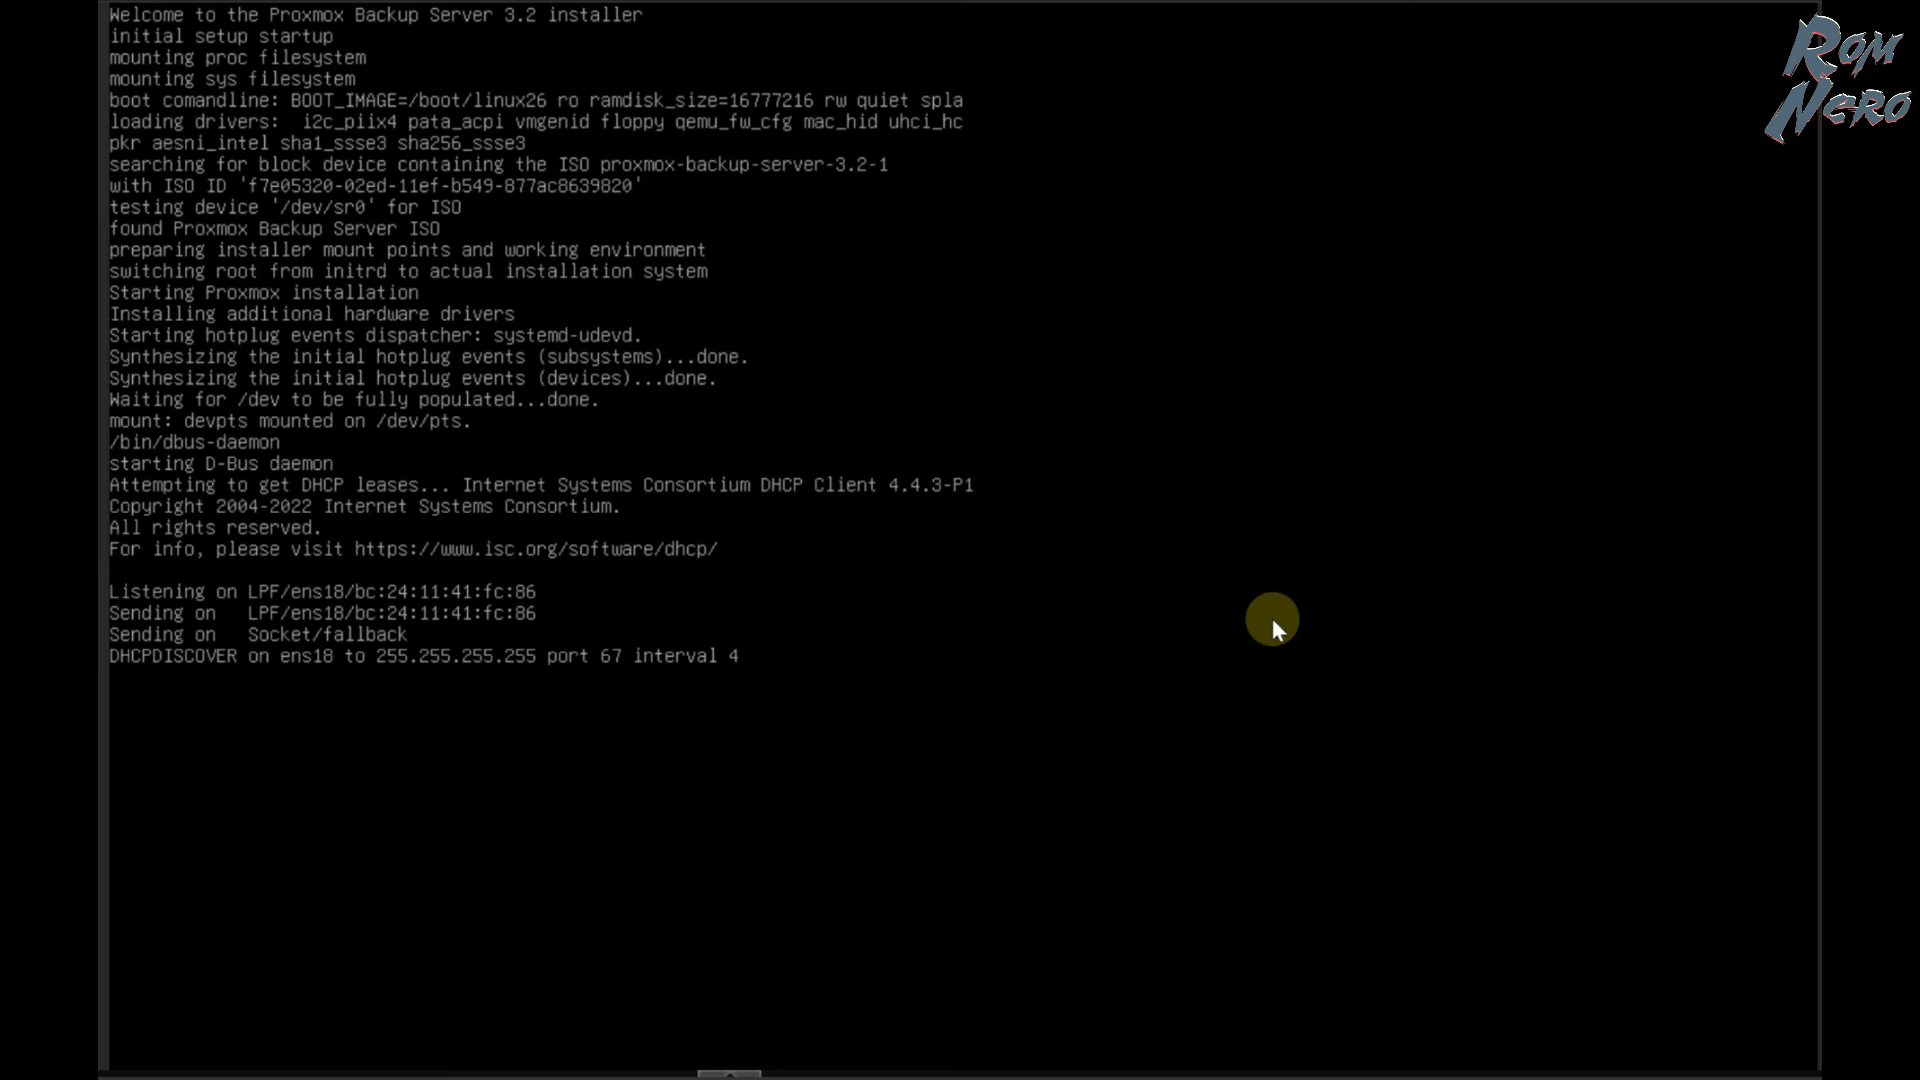 Welcome to the Proxmox Backup Server 3.2 installer
initial setup startup
mounting proc filesystem
mounting sys filesystem
boot comandline: BOOT_IMAGE=/boot/linux26 ro ramdisk_size=16777216 rw quiet spla
loading drivers:  i2c_piix4 pata_acpi vmgenid floppy qemu_fw_cfg mac_hid uhci_hc
pkr aesni_intel sha1_ssse3 sha256_ssse3
searching for block device containing the ISO proxmox-backup-server-3.2-1
with ISO ID 'f7e05320-02ed-11ef-b549-877ac8639820'
testing device '/dev/sr0' for ISO
found Proxmox Backup Server ISO
preparing installer mount points and working environment
switching root from initrd to actual installation system
Starting Proxmox installation
Installing additional hardware drivers
Starting hotplug events dispatcher: systemd-udevd.
Synthesizing the initial hotplug events (subsystems)...done.
Synthesizing the initial hotplug events (devices)...done.
Waiting for /dev to be fully populated...done.
mount: devpts mounted on /dev/pts.
/bin/dbus-daemon
starting D-Bus daemon
Attempting to get DHCP leases... Internet Systems Consortium DHCP Client 4.4.3-P1
Copyright 2004-2022 Internet Systems Consortium.
All rights reserved.
For info, please visit https://www.isc.org/software/dhcp/
Listening on LPF/ens18/bc:24:11:41:fc:86
Sending on   LPF/ens18/bc:24:11:41:fc:86
Sending on   Socket/fallback
DHCPDISCOVER on ens18 to 255.255.255.255 port 67 interval 4
Rom
Nero